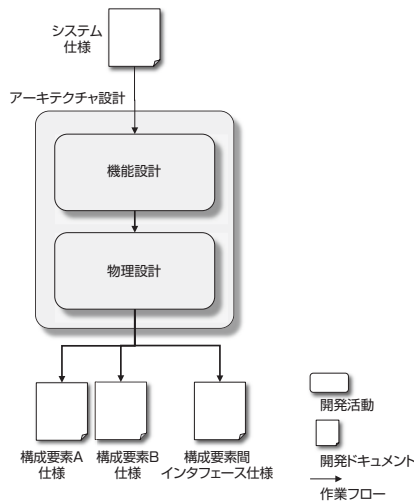 システム
仕様
アーキテクチャ設計
機能設計
物理設計
構成要素A
仕様
構成要素B
仕様
構成要素間
インタフェース仕様
開発活動
開発ドキュメント
作業フロー